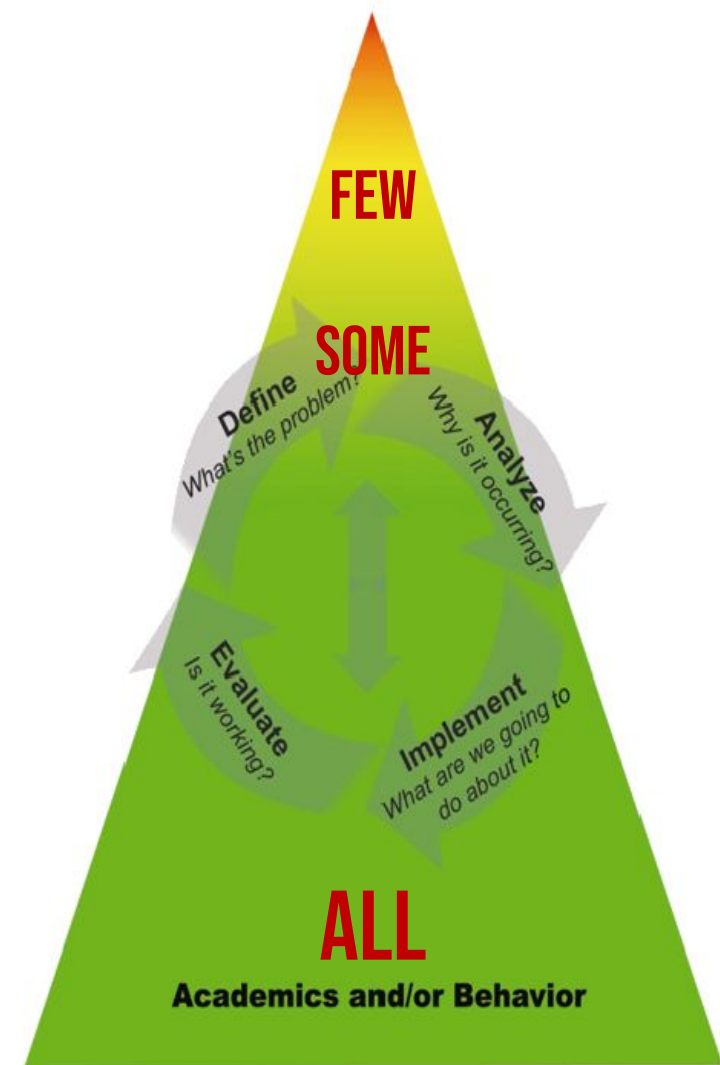 FEW
SOME
Define
What's the problem?
Analyze
Why is it occurring?
Implement
What are we going to
do about it?
Evaluate
Is it working?
ALL
Academics and/or Behavior